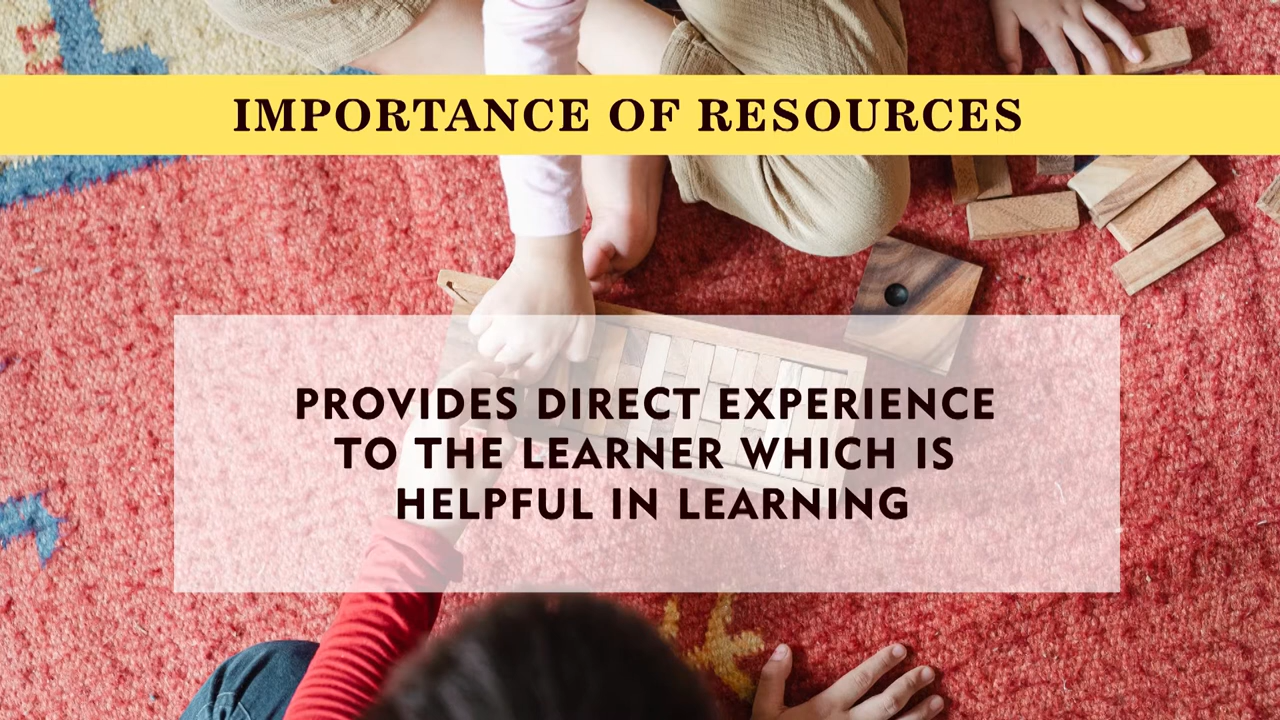 IMPORTANCE OF RESOURCES
PROVIDES DIRECT EXPERIENCE
TO THE LEARNER WHICH IS
HELPFUL IN LEARNING